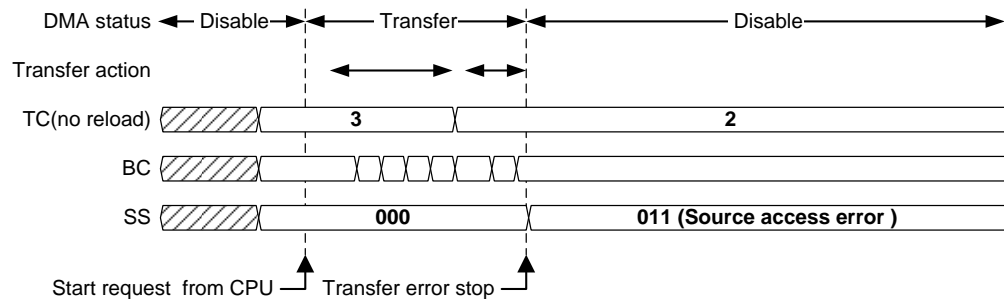 DMA status Disable Transfer Disable
Transfer action
TC(no reload) 3 2
BC
SS 000 011 (Source access error )
Start request from CPU Transfer error stop